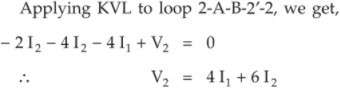 Applying KVL to loop 2-A-B-2′-2, we get,
− 2 I₂ − 4 I₂ − 4 I₁ + V₂ = 0
∴ V₂ = 4 I₁ + 6 I₂